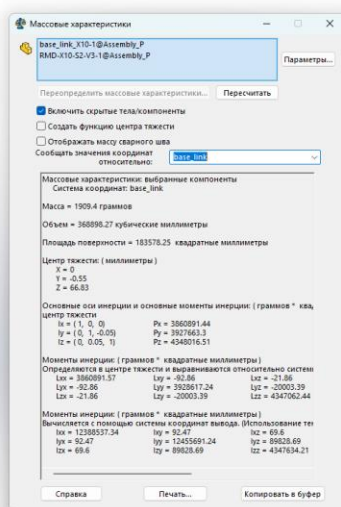 Массовые характеристики
base_link_X10-1@Assembly_P
RMD-X10-S2-V3-1@Assembly_P
Параметры...
Переопределить массовые характеристики...
Пересчитать
Включить скрытые тела/компоненты
Создать функцию центра тяжести
Отображать массу сварного шва
Сообщать значения координат относительно:
base_link
Массовые характеристики: выбранные компоненты
Система координат: base_link
Масса = 1909.4 граммов
Объем = 368898.27 кубические миллиметры
Площадь поверхности = 183578.25 квадратные миллиметры
Центр тяжести: ( миллиметры )
X = 0
Y = -0.55
Z = 66.83
Основные оси инерции и основные моменты инерции: ( граммов * квад
центр тяжести
Ix = ( 1, 0, 0) Px = 3860891.44
Iy = ( 0, 1, -0.05) Py = 3927663.3
Iz = ( 0, 0.05, 1) Pz = 4348016.51
Моменты инерции: ( граммов * квадратные миллиметры )
Определяются в центре тяжести и выравниваются относительно систем
Lxx = 3860891.57 Lxy = -92.86 Lxz = -21.86
Lyx = -92.86 Lyy = 3928617.24 Lyz = -20003.39
Lzx = -21.86 Lzy = -20003.39 Lzz = 4347062.44
Моменты инерции: ( граммов * квадратные миллиметры )
Вычисляется с помощью системы координат вывода. (Использование те
Ixx = 12388537.34 Ixy = 92.47 Ixz = 69.6
Iyx = 92.47 Iyy = 12455691.24 Iyz = 89828.69
Izx = 69.6 Izy = 89828.69 Izz = 4347634.21
Справка
Печать...
Копировать в буфер